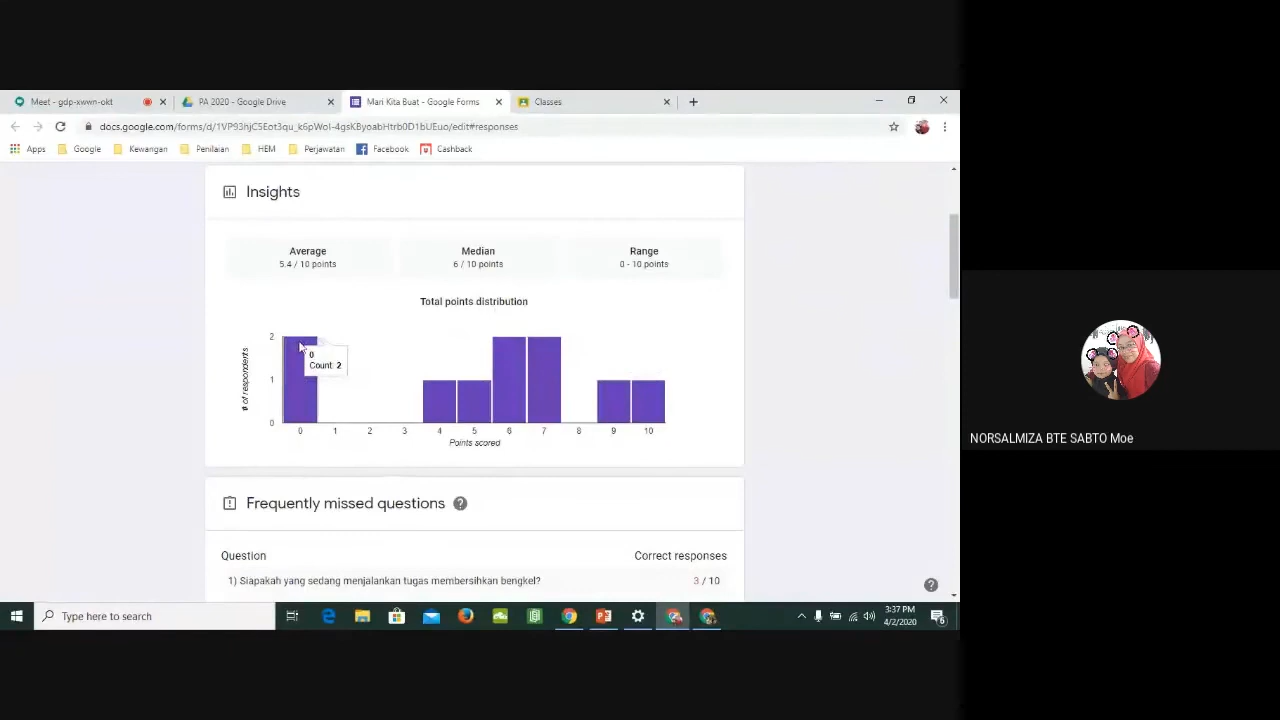 Meet - gdp-xwwn-okt
PA 2020 - Google Drive
Mari Kita Buat - Google Forms
Classes
docs.google.com/forms/d/1VP93hjC5Eot3qu_k6pWoI-4gsKByoabHtrb0D1bUEuo/edit#responses
Apps Google Kewangan Penilaian HEM Perjawatan Facebook Cashback
Insights
Average Median Range
5.4 / 10 points 6 / 10 points 0 - 10 points
Total points distribution
# of respondents
2
1
0
0
Count: 2
0 1 2 3 4 5 6 7 8 9 10
Points scored
Frequently missed questions
Question Correct responses
1) Siapakah yang sedang menjalankan tugas membersihkan bengkel? 3 / 10
NORSALMIZA BTE SABTO Moe
Type here to search
3:37 PM
4/2/2020
6